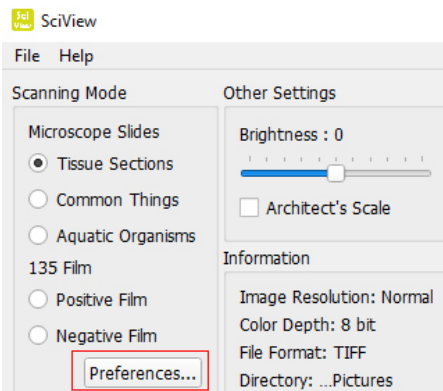 Sci View SciView
File Help
Scanning Mode
Microscope Slides
Tissue Sections
Common Things
Aquatic Organisms
135 Film
Positive Film
Negative Film
Preferences...
Other Settings
Brightness : 0
Architect's Scale
Information
Image Resolution: Normal
Color Depth: 8 bit
File Format: TIFF
Directory: ...Pictures